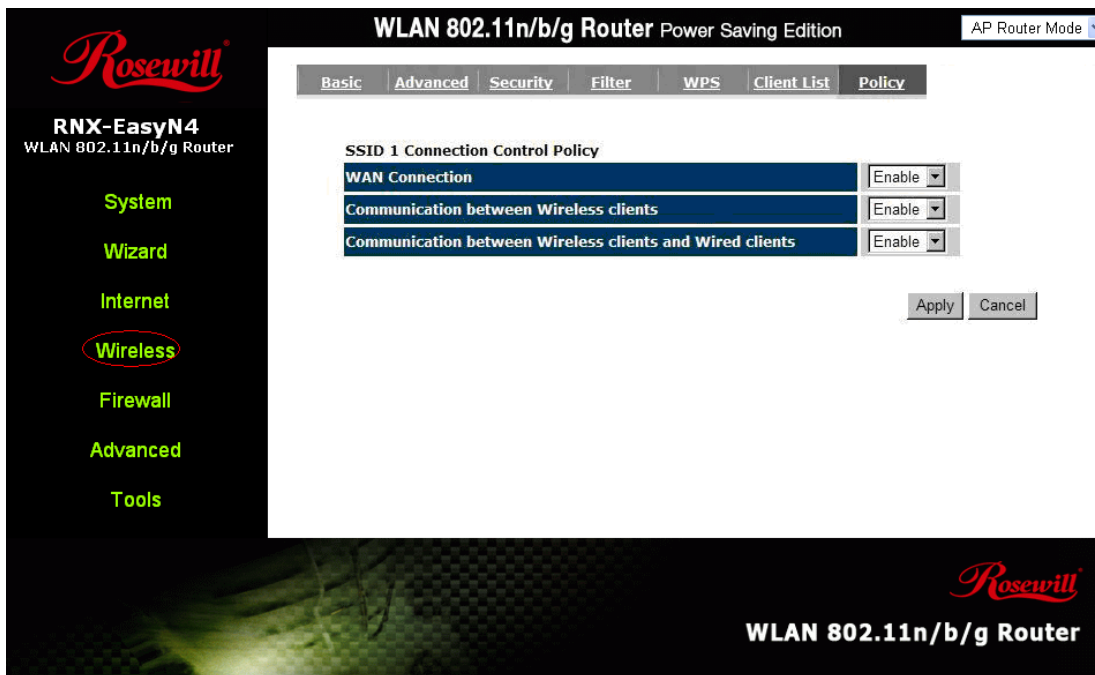 Rosewill
WLAN 802.11n/b/g Router Power Saving Edition
AP Router Mode
Basic Advanced Security Filter WPS Client List Policy
RNX-EasyN4
WLAN 802.11n/b/g Router
System
Wizard
Internet
Wireless
Firewall
Advanced
Tools
SSID 1 Connection Control Policy
WAN Connection Enable
Communication between Wireless clients Enable
Communication between Wireless clients and Wired clients Enable
Apply Cancel
Rosewill
WLAN 802.11n/b/g Router